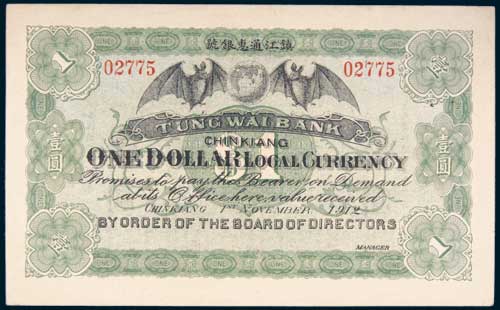 鎮江通惠銀號
02775 02775
TUNG WAI BANK
CHINKIANG
$1
ONE DOLLAR LOCAL CURRENCY
Promises to pay the Bearer on Demand
at its Office here, value received
CHINKIANG 1ST NOVEMBER 1912
BY ORDER OF THE BOARD OF DIRECTORS
MANAGER
壹圓
壹圓
1
1
ONE